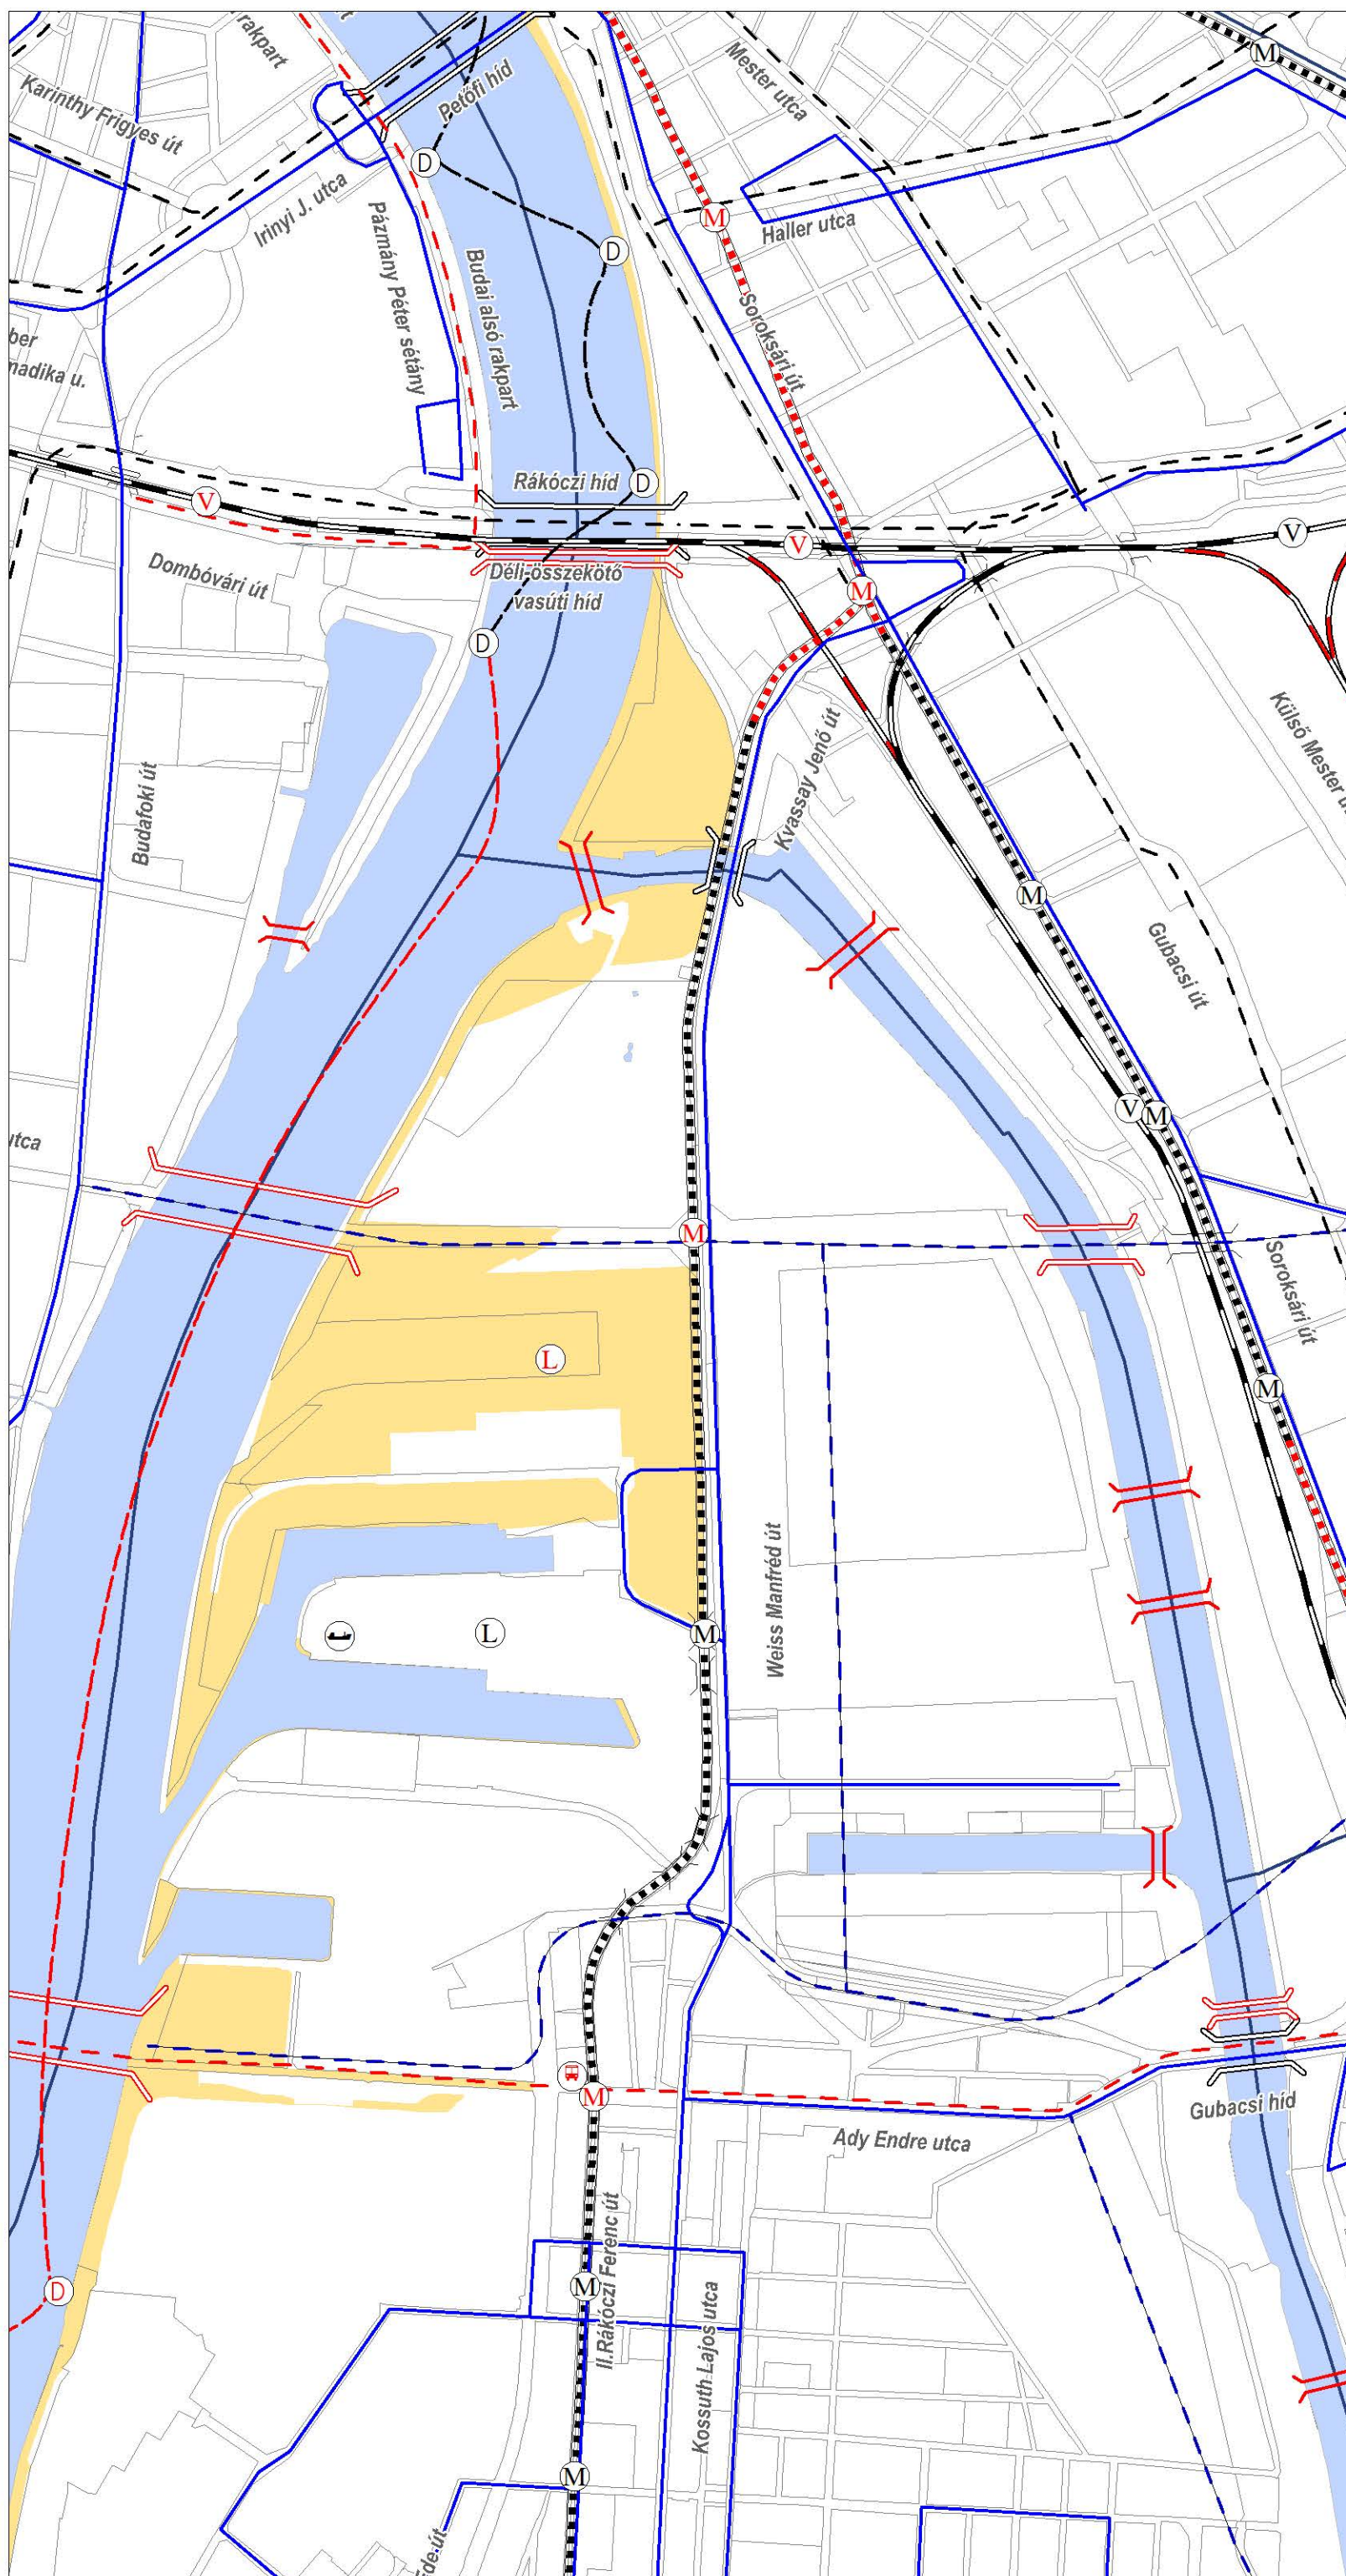 rakpart
Karinthy Frigyes út
Petőfi híd
Mester utca
M
D
Irinyi J. utca
Pázmány Péter sétány
Budai alsó rakpart
D
M
Haller utca
Soroksári út
ber
nadika u.
Rákóczi híd
D
V
V
V
Déli összekötő
vasúti híd
Dombóvári út
M
D
Budafoki út
Kvassay Jenő út
Külső Mester u
M
Gubacsi út
V
M
utca
M
Soroksári út
L
M
Weiss Manfréd út
L
M
M
Gubacsi híd
Ady Endre utca
D
M
II.Rákóczi Ferenc út
Kossuth Lajos utca
M